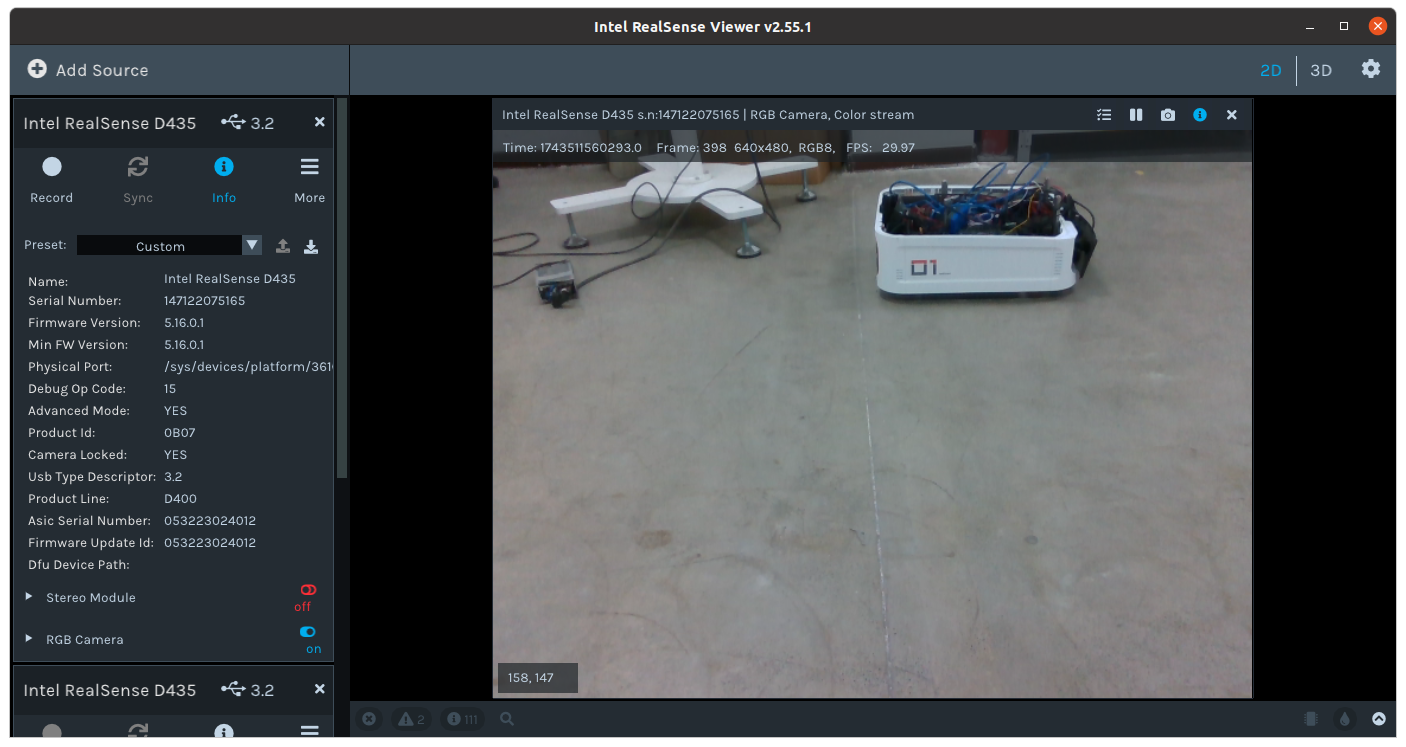 Intel RealSense Viewer v2.55.1
Add Source
2D
3D
Intel RealSense D435 3.2
Record
Sync
Info
More
Preset: Custom
Name: Intel RealSense D435
Serial Number: 147122075165
Firmware Version: 5.16.0.1
Min FW Version: 5.16.0.1
Physical Port: /sys/devices/platform/361
Debug Op Code: 15
Advanced Mode: YES
Product Id: 0B07
Camera Locked: YES
Usb Type Descriptor: 3.2
Product Line: D400
Asic Serial Number: 053223024012
Firmware Update Id: 053223024012
Dfu Device Path:
Stereo Module
off
RGB Camera
on
Intel RealSense D435 3.2
Intel RealSense D435 s.n:147122075165 | RGB Camera, Color stream
Time: 1743511560293.0 Frame: 398 640x480, RGB8, FPS: 29.97
01
158, 147
2
111